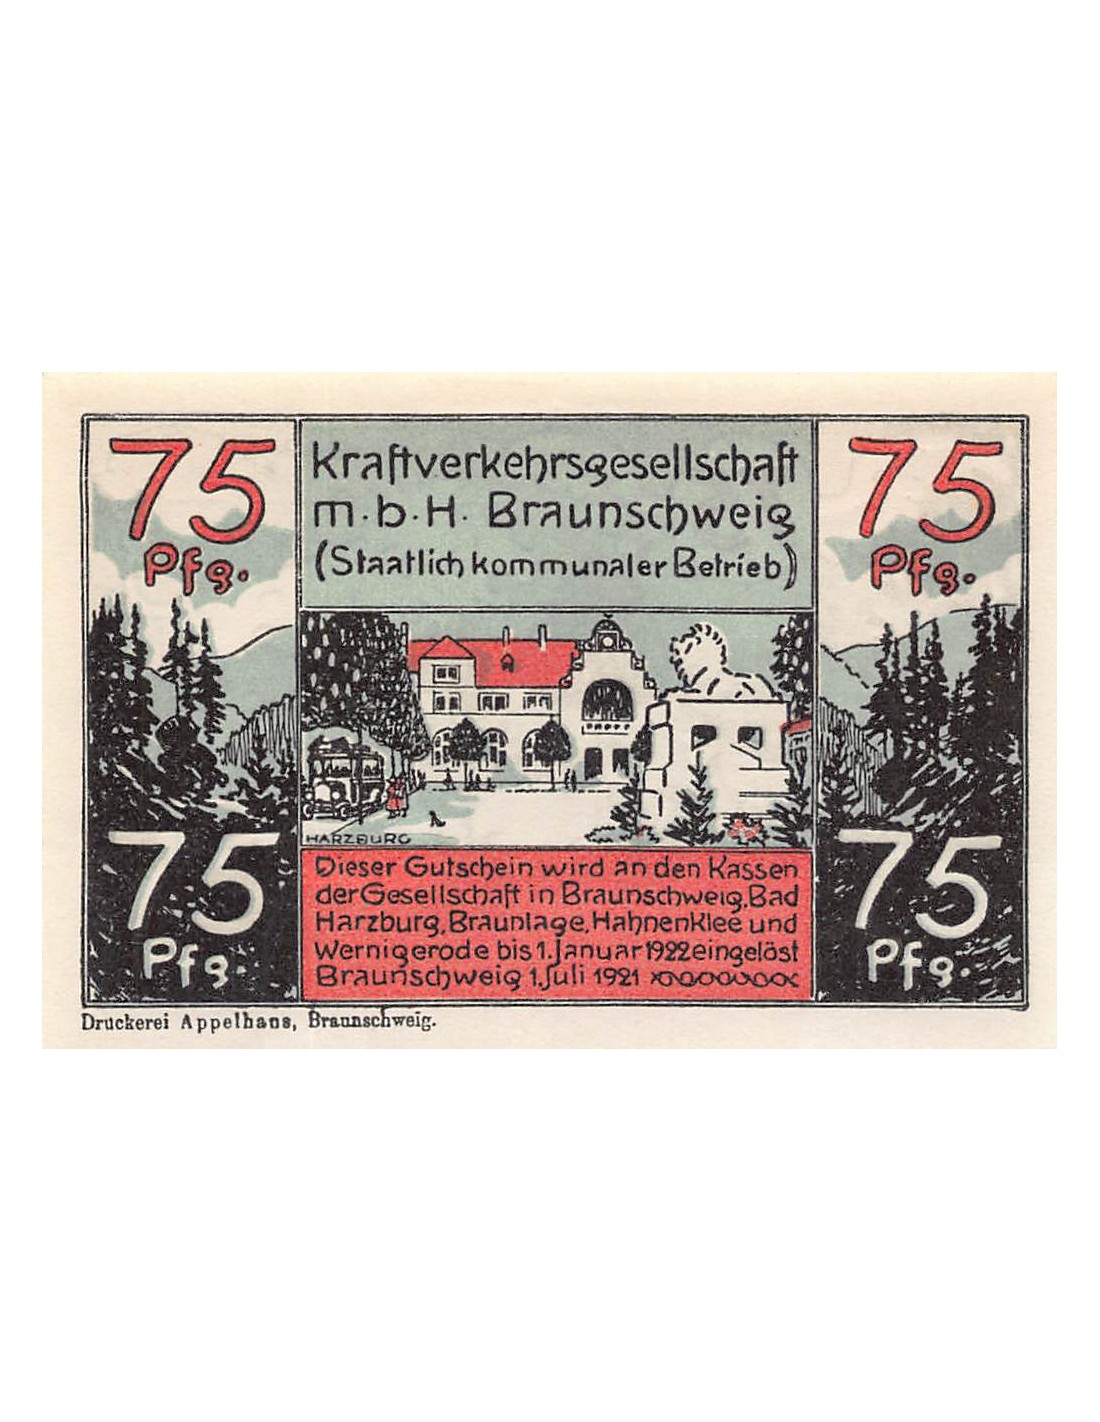 75
Pfg.
Kraftverkehrsgesellschaft
m.b.H. Braunschweig
(Staatlich kommunaler Betrieb)
75
Pfg.
HARZBURG
75
Pfg.
Dieser Gutschein wird an den Kassen
der Gesellschaft in Braunschweig, Bad
Harzburg, Braunlage, Hahnenklee und
Wernigerode bis 1. Januar 1922 eingelöst
Braunschweig 1. Juli 1921
75
Pfg.
Druckerei Appelhans, Braunschweig.